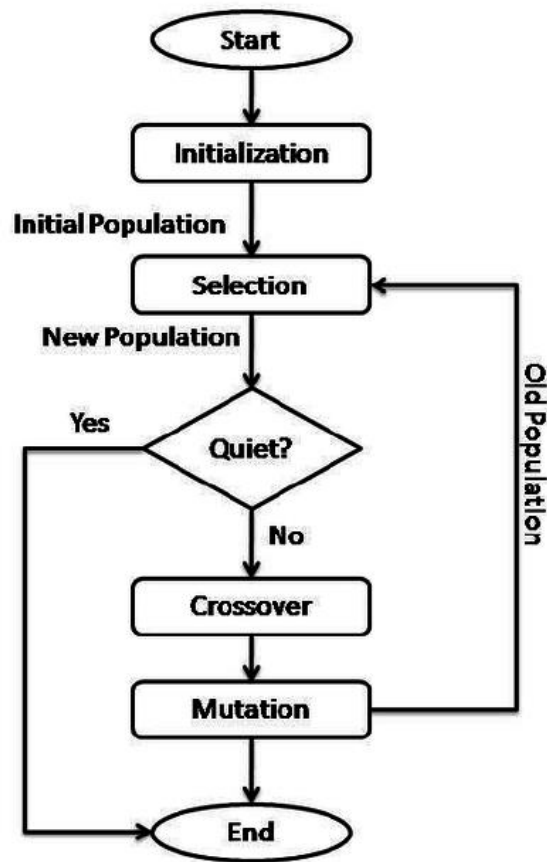 Start
Initialization
Initial Population
Selection
New Population
Old Population
Yes
Quiet?
No
Crossover
Mutation
End